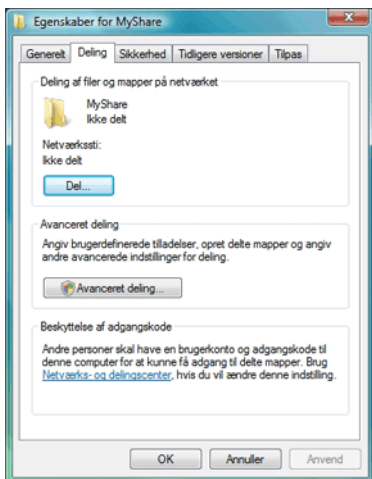 Egenskaber for MyShare
Generelt Deling Sikkerhed Tidligere versioner Tilpas
Deling af filer og mapper på netværket
MyShare
Ikke delt
Netværkssti:
Ikke delt
Del...
Avanceret deling
Angiv brugerdefinerede tilladelser, opret delte mapper og angiv
andre avancerede indstillinger for deling.
Avanceret deling...
Beskyttelse af adgangskode
Andre personer skal have en brugerkonto og adgangskode til
denne computer for at kunne få adgang til delte mapper. Brug
Netværks- og delingscenter, hvis du vil ændre denne indstilling.
OK Annuller Anvend